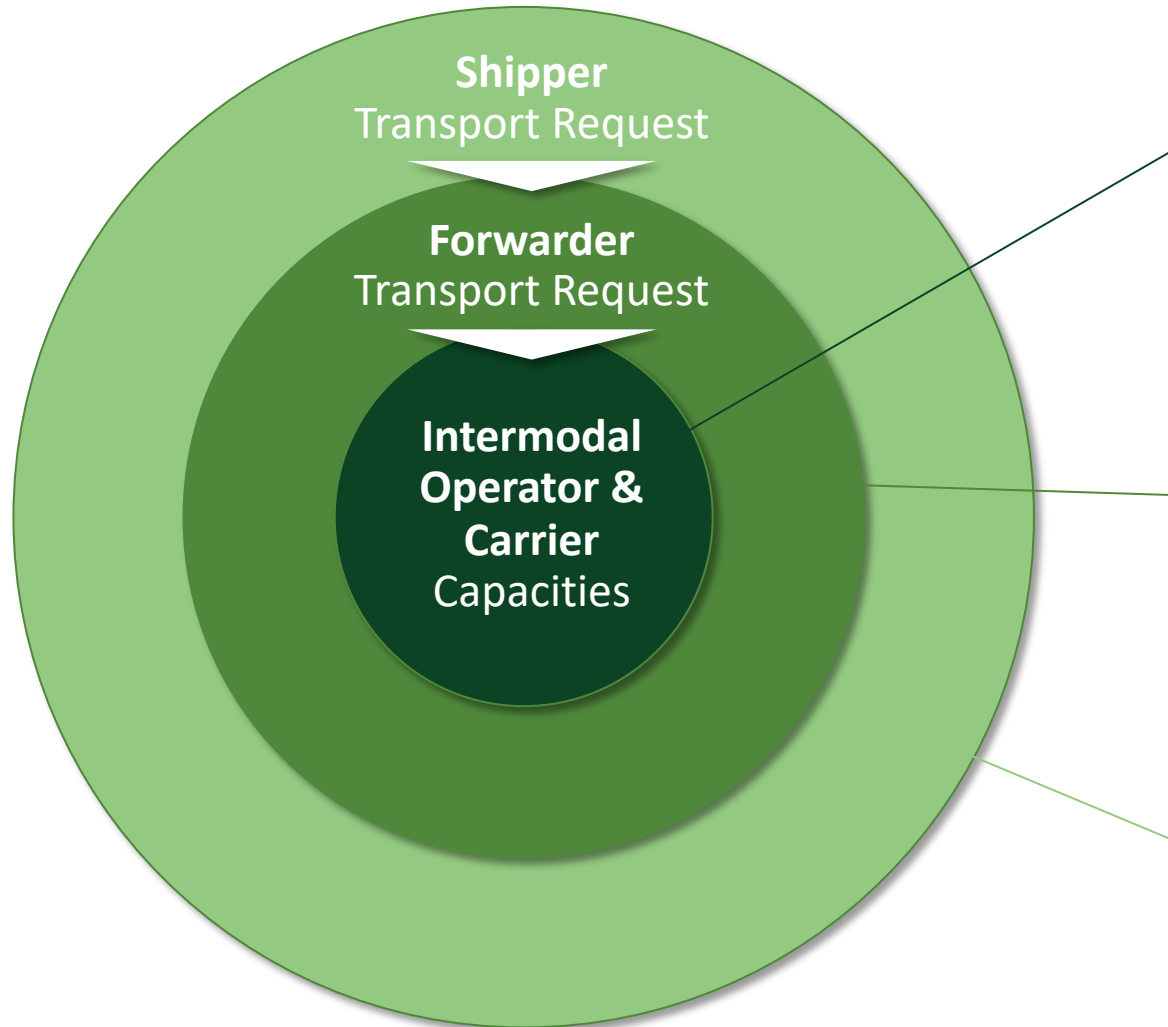 Shipper
Transport Request
Forwarder
Transport Request
Intermodal
Operator &
Carrier
Capacities